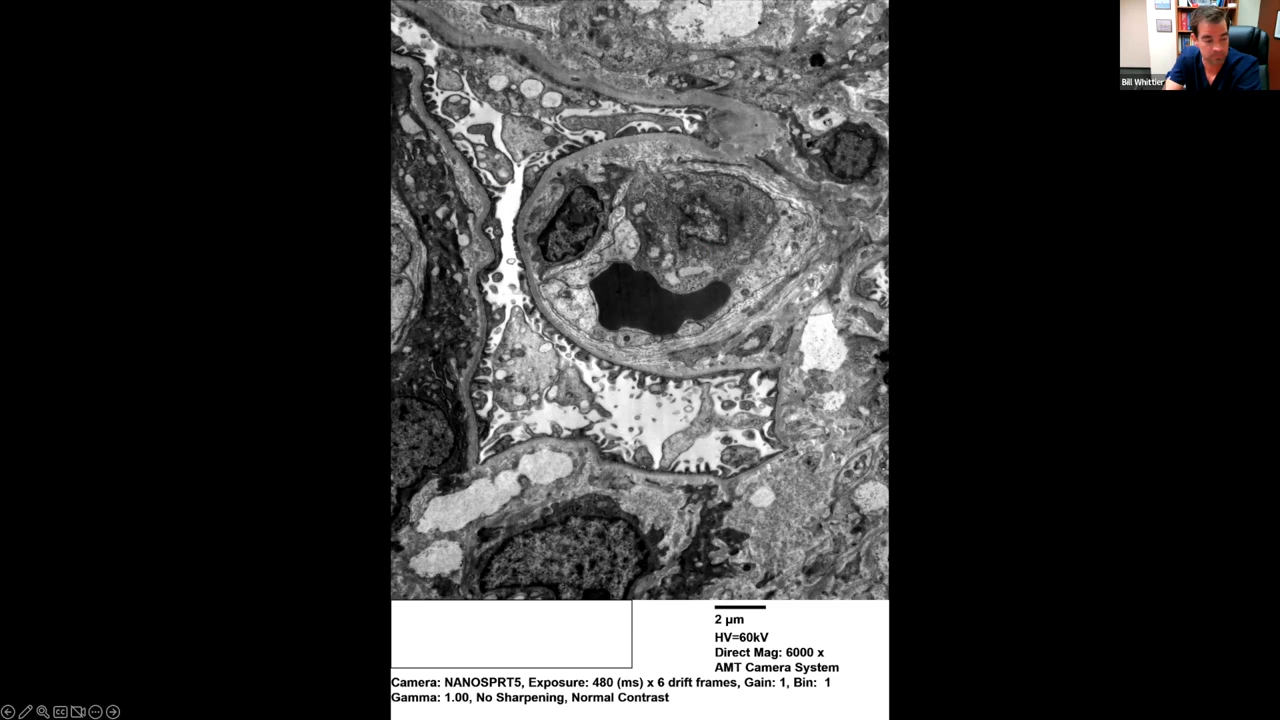 Bill Whittier
2 µm
HV=60kV
Direct Mag: 6000 x
AMT Camera System
Camera: NANOSPRT5, Exposure: 480 (ms) x 6 drift frames, Gain: 1, Bin: 1
Gamma: 1.00, No Sharpening, Normal Contrast